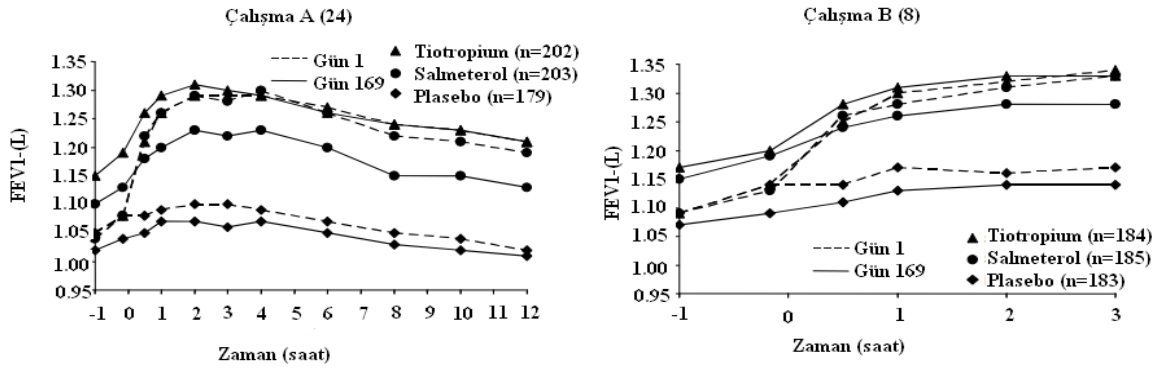 Çalışma A (24)
1.35
1.30
1.25
1.20
1.15
1.10
1.05
1.00
0.95
FEV1-(L)
Gün 1
Gün 169
Tiotropium (n=202)
Salmeterol (n=203)
Plasebo (n=179)
-1 0 1 2 3 4 5 6 7 8 9 10 11 12
Zaman (saat)
Çalışma B (8)
1.35
1.30
1.25
1.20
1.15
1.10
1.05
1.00
0.95
FEV1-(L)
Gün 1
Gün 169
Tiotropium (n=184)
Salmeterol (n=185)
Plasebo (n=183)
-1 0 1 2 3
Zaman (saat)